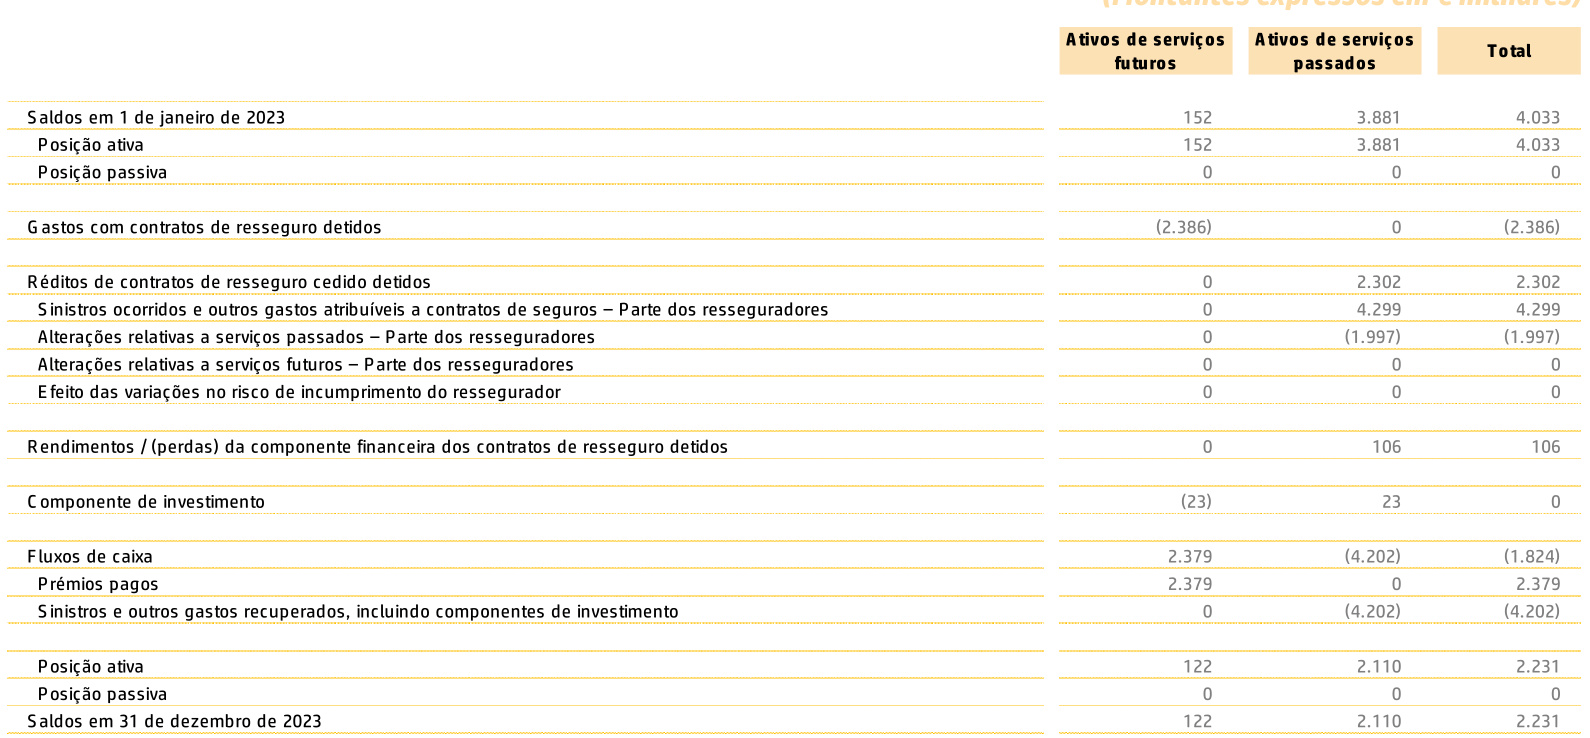 (Montantes expressos em € milhares)
Ativos de serviços futuros Ativos de serviços passados Total
Saldos em 1 de janeiro de 2023 152 3.881 4.033
Posição ativa 152 3.881 4.033
Posição passiva 0 0 0
Gastos com contratos de resseguro detidos (2.386) 0 (2.386)
Réditos de contratos de resseguro cedido detidos 0 2.302 2.302
Sinistros ocorridos e outros gastos atribuíveis a contratos de seguros – Parte dos resseguradores 0 4.299 4.299
Alterações relativas a serviços passados – Parte dos resseguradores 0 (1.997) (1.997)
Alterações relativas a serviços futuros – Parte dos resseguradores 0 0 0
Efeito das variações no risco de incumprimento do ressegurador 0 0 0
Rendimentos / (perdas) da componente financeira dos contratos de resseguro detidos 0 106 106
Componente de investimento (23) 23 0
Fluxos de caixa 2.379 (4.202) (1.824)
Prémios pagos 2.379 0 2.379
Sinistros e outros gastos recuperados, incluindo componentes de investimento 0 (4.202) (4.202)
Posição ativa 122 2.110 2.231
Posição passiva 0 0 0
Saldos em 31 de dezembro de 2023 122 2.110 2.231